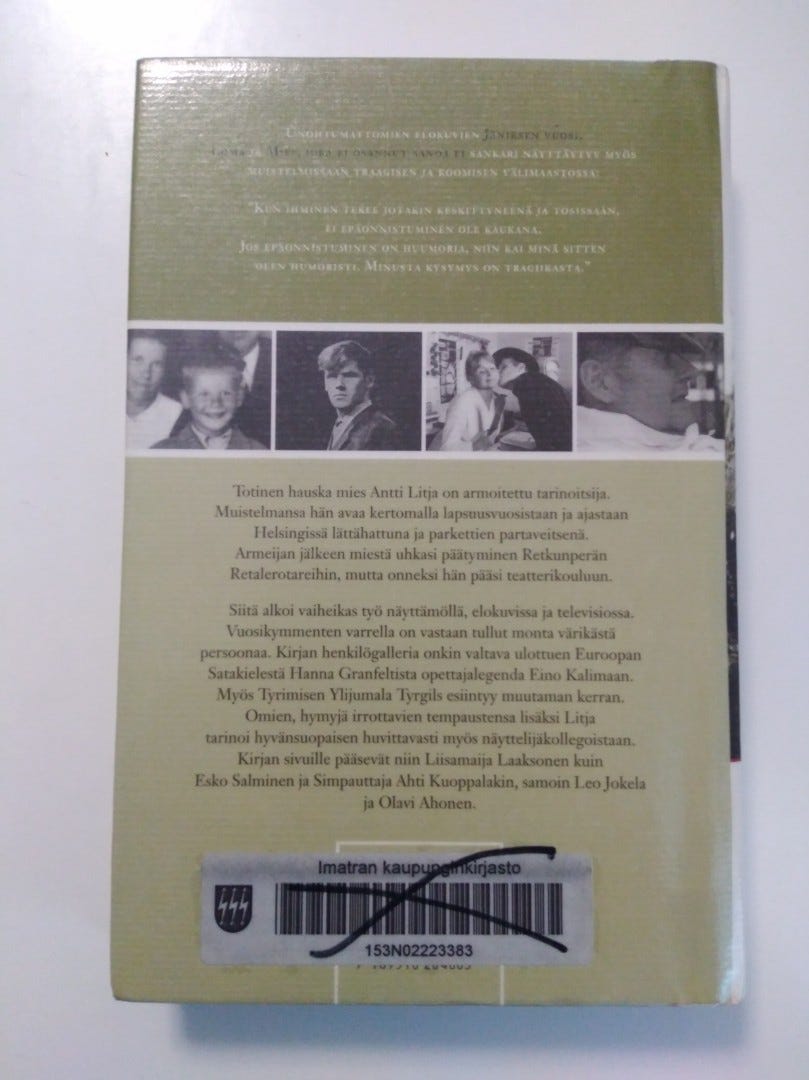 Unohtumattomien elokuvien Jäniksen vuosi,
Loma ja Mies, joka ei osannut sanoa ei sankari näyttäytyy myös
muistelmissaan traagisen ja koomisen välimaastossa:
"Kun ihminen tekee jotakin keskittyneenä ja tosissaan,
ei epäonnistuminen ole kaukana.
Jos epäonnistuminen on huumoria, niin kai minä sitten
olen humoristi. Minusta kysymys on tragiikasta."
Totinen hauska mies Antti Litja on armoitettu tarinoitsija.
Muistelmansa hän avaa kertomalla lapsuusvuosistaan ja ajastaan
Helsingissä lättähattuna ja parkettien partaveitsenä.
Armeijan jälkeen miestä uhkasi päätyminen Retkunperän
Retalerotareihin, mutta onneksi hän pääsi teatterikouluun.
Siitä alkoi vaiheikas työ näyttämöllä, elokuvissa ja televisiossa.
Vuosikymmenten varrella on vastaan tullut monta värikästä
persoonaa. Kirjan henkilögalleria onkin valtava ulottuen Euroopan
Satakielestä Hanna Granfeltista opettajalegenda Eino Kalimaan.
Myös Tyrimisen Ylijumala Tyrgils esiintyy muutaman kerran.
Omien, hymyjä irrottavien tempaustensa lisäksi Litja
tarinoi hyvänsuopaisen huvittavasti myös näyttelijäkollegoistaan.
Kirjan sivuille pääsevät niin Liisamaija Laaksonen kuin
Esko Salminen ja Simpauttaja Ahti Kuoppalakin, samoin Leo Jokela
ja Olavi Ahonen.
Imatran kaupunginkirjasto
153N02223383